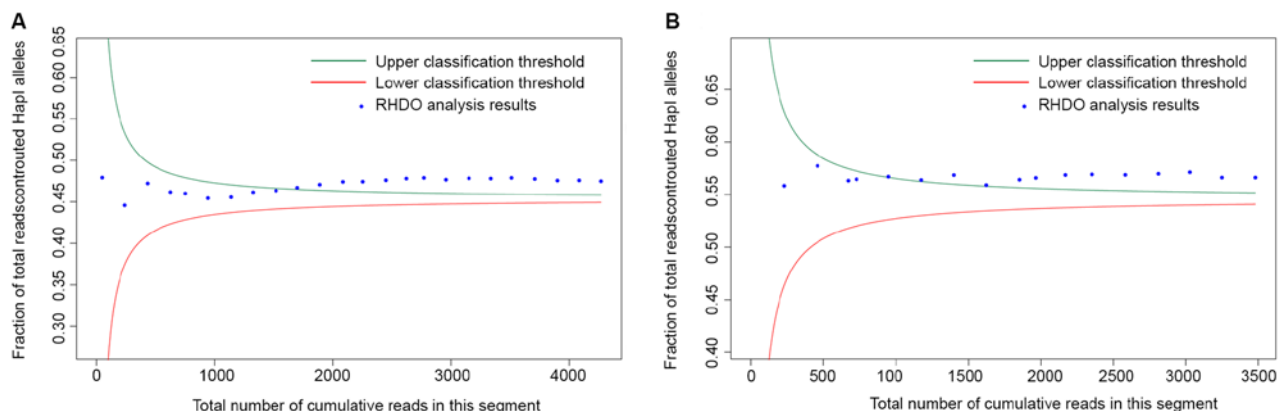 A
Fraction of total readscontrouted HapI alleles
0.65
0.60
0.55
0.50
0.45
0.40
0.35
0.30
Upper classification threshold
Lower classification threshold
RHDO analysis results
0 1000 2000 3000 4000
Total number of cumulative reads in this segment
B
Fraction of total readscontrouted HapI alleles
0.65
0.60
0.55
0.50
0.45
0.40
Upper classification threshold
Lower classification threshold
RHDO analysis results
0 500 100 1500 2000 2500 3000 3500
Total number of cumulative reads in this segment